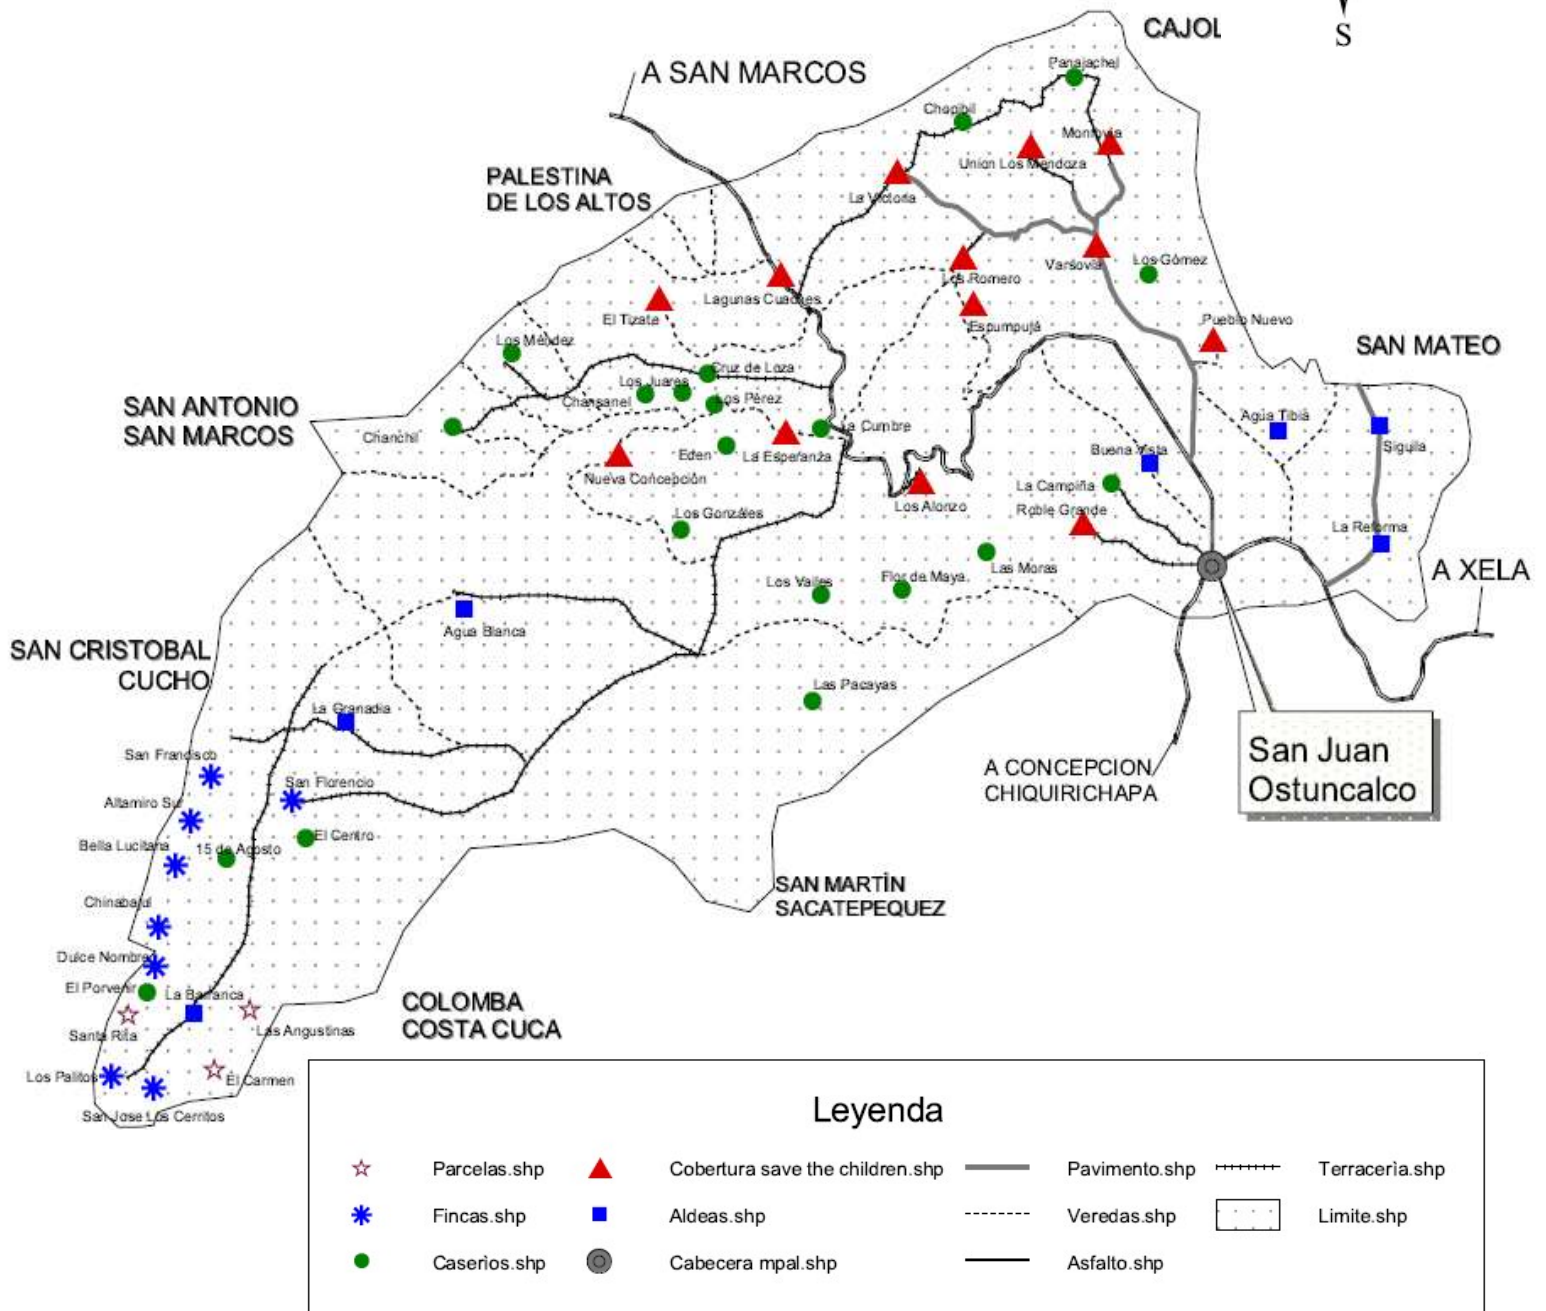 S
CAJOL
A SAN MARCOS
Panajachel
Chopibil
Monrovia
Union Los Mendoza
PALESTINA
DE LOS ALTOS
La Victoria
Varsovia
Los Gómez
Los Romero
Lagunas Cuaches
El Tizate
Espumpujá
Pueblo Nuevo
Los Méndez
SAN MATEO
Cruz de Loza
Los Juares
Chansanel
Los Pérez
SAN ANTONIO
SAN MARCOS
Agua Tibia
Chanchil
La Cumbre
Siguila
Eden
La Esperanza
Buena Vista
Nueva Concepción
La Campiña
Los Alonzo
Roble Grande
Los Gonzáles
La Reforma
Las Moras
A XELA
Los Valles
Flor de Maya
Agua Blanca
SAN CRISTOBAL
CUCHO
Las Pacayas
La Granadia
San Francisco
San Florencio
A CONCEPCION
CHIQUIRICHAPA
San Juan
Ostuncalco
Altamiro Sur
El Centro
Bella Lucitana
15 de Agosto
SAN MARTÌN
SACATEPEQUEZ
Chinabajul
Dulce Nombre
El Porvenir
La Barranca
COLOMBA
COSTA CUCA
Santa Rita
Las Angustinas
Los Palitos
El Carmen
San Jose Los Cerritos
Leyenda
Parcelas.shp
Cobertura save the children.shp
Pavimento.shp
Terracerìa.shp
Fincas.shp
Aldeas.shp
Veredas.shp
Limite.shp
Caserìos.shp
Cabecera mpal.shp
Asfalto.shp